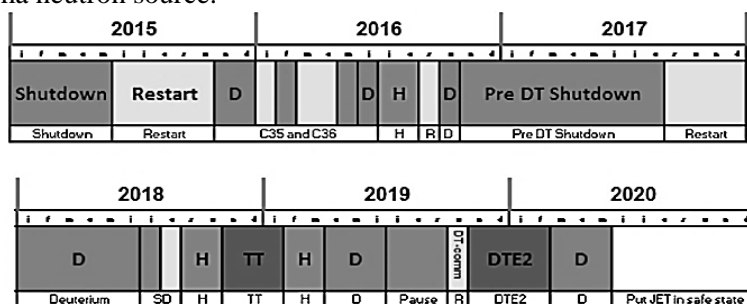 na neutron source.
2015 2016 2017
j f m a m j j a s o n d j f m a m j j a s o n d j f m a m j j a s o n d
Shutdown Restart D D H D Pre DT Shutdown
Shutdown Restart C35 and C36 H R D Pre DT Shutdown Restart
2018 2019 2020
j f m a m j j a s o n d j f m a m j j a s o n d j f m a m j j a s o n d
D H TT H D DT-comm DTE2 D
Deuterium SD H TT H D Pause R DTE2 D Put JET in safe state